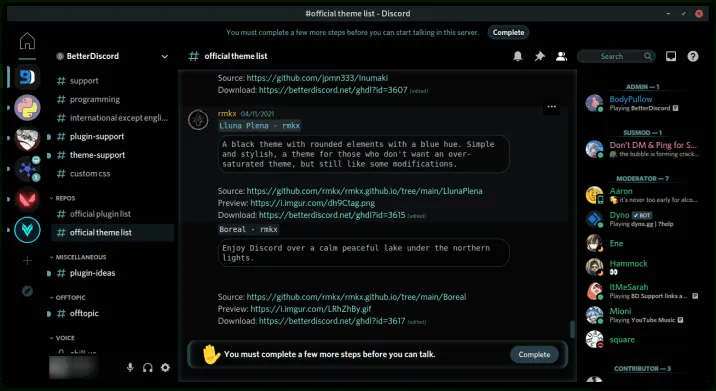 #official theme list - Discord
You must complete a few more steps before you can start talking in this server. Complete
BetterDiscord
support
programming
international except engli...
plugin-support
theme-support
custom css
REPOS
official plugin list
official theme list
MISCELLANEOUS
plugin-ideas
OFFTOPIC
offtopic
VOICE
chill-up
official theme list
Search
Source: https://github.com/jpmn333/Inumaki
Download: https://betterdiscord.net/ghdl?id=3607 (edited)
rmkx 04/11/2021
Lluna Plena - rmkx
A black theme with rounded elements with a blue hue. Simple
and stylish, a theme for those who don't want an over-
saturated theme, but still like some modifications.
Source: https://github.com/rmkx/rmkx.github.io/tree/main/LlunaPlena
Preview: https://i.imgur.com/dh9Ctag.png
Download: https://betterdiscord.net/ghdl?id=3615 (edited)
Boreal - rmkx
Enjoy Discord over a calm peaceful lake under the northern
lights.
Source: https://github.com/rmkx/rmkx.github.io/tree/main/Boreal
Preview: https://i.imgur.com/LRhZhBy.gif
Download: https://betterdiscord.net/ghdl?id=3617 (edited)
You must complete a few more steps before you can talk. Complete
ADMIN — 1
BodyPullow
Playing BetterDiscord
SUSMOD — 1
Don't DM & Ping for S...
the bubble is forming crack...
MODERATOR — 7
Aaron
it's never too early for alco...
Dyno BOT
Playing dyno.gg | ?help
Ene
Hammock
ItMeSarah
Playing BD Support links a...
Mioni
Playing YouTube Music
square
CONTRIBUTOR — 3